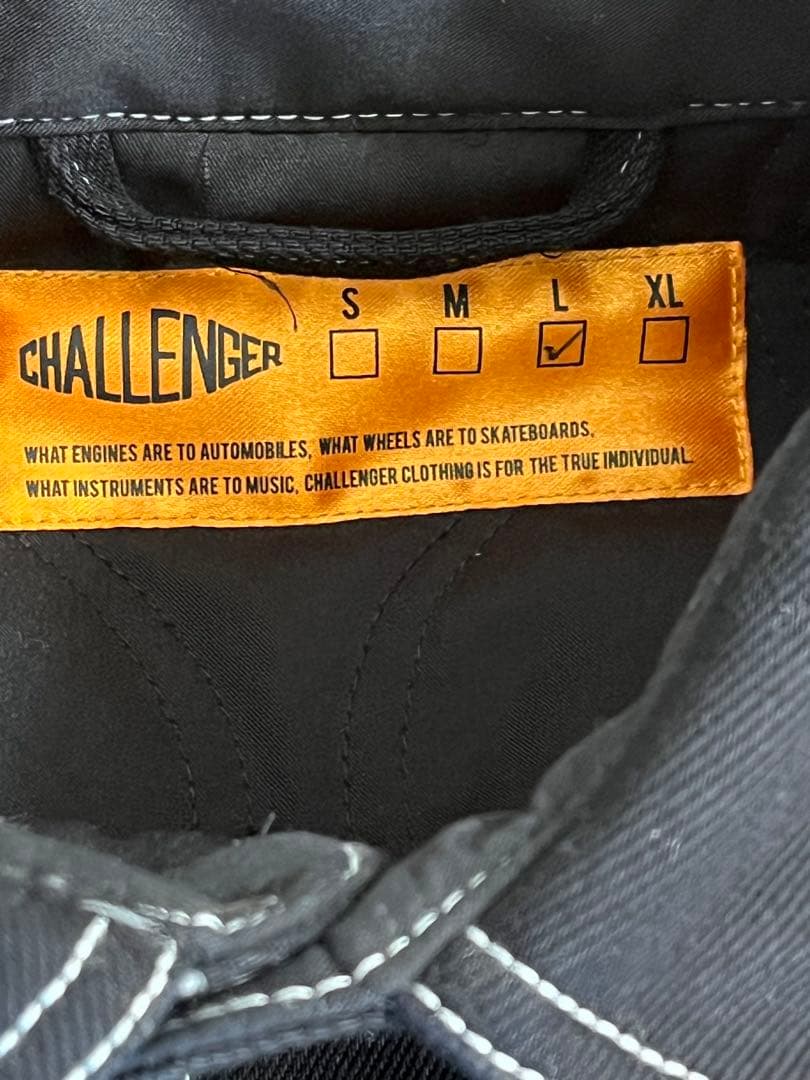 S M L XL
CHALLENGER
WHAT ENGINES ARE TO AUTOMOBILES, WHAT WHEELS ARE TO SKATEBOARDS,
WHAT INSTRUMENTS ARE TO MUSIC, CHALLENGER CLOTHING IS FOR THE TRUE INDIVIDUAL.